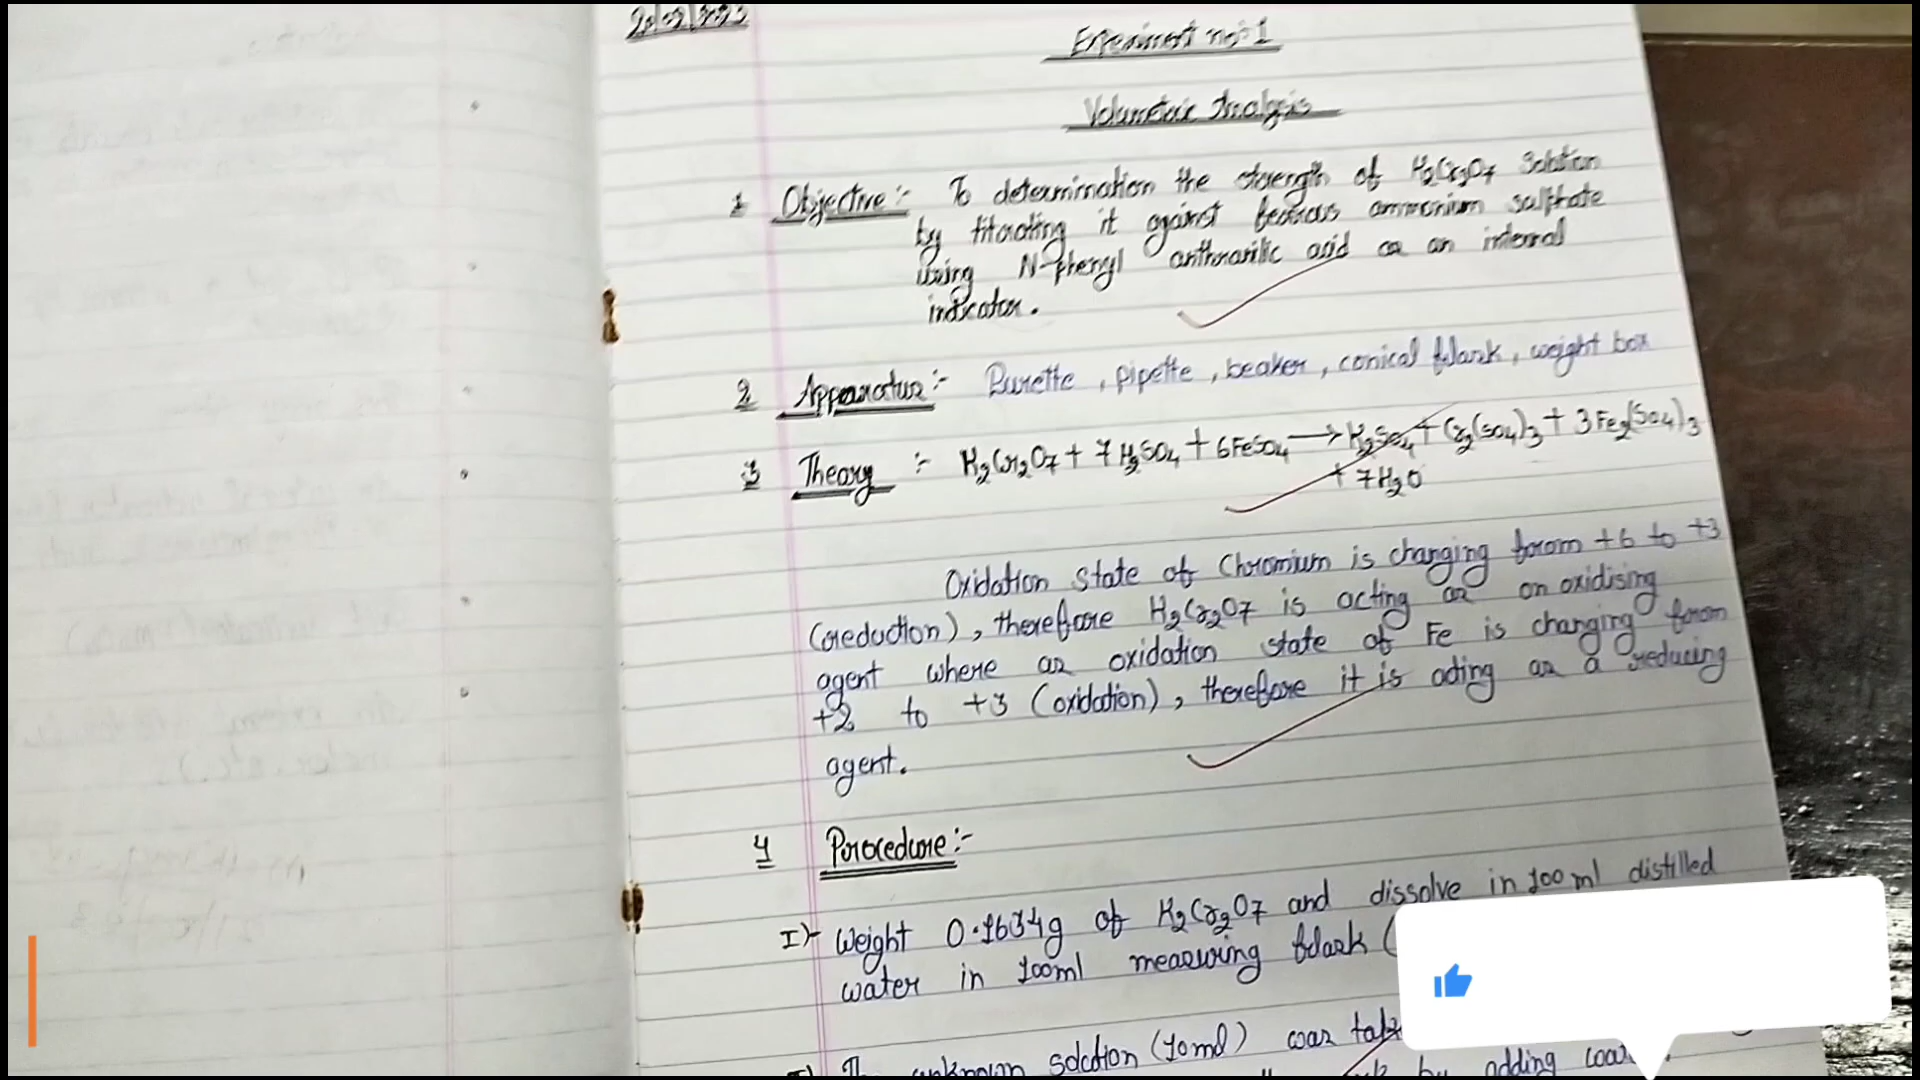 Experiment no:-1
Volumetric Analysis
1 Objective :- To determination the strength of K2Cr2O7 Solution
by titrating it against ferrous ammonium sulphate
using N-phenyl anthranilic acid as an internal
indicator.
2 Apparatus :- Burette, pipette, beaker, conical flask, weight box
3 Theory :- K2Cr2O7 + 7H2SO4 + 6FeSO4 → K2SO4 + Cr2(SO4)3 + 3Fe2(SO4)3
+ 7H2O
Oxidation state of Chromium is changing from +6 to +3
(reduction), therefore K2Cr2O7 is acting as an oxidising
agent where as oxidation state of Fe is changing from
+2 to +3 (oxidation), therefore it is acting as a reducing
agent.
4 Procedure :-
I)- Weight 0.1634g of K2Cr2O7 and dissolve in 100 ml distilled
water in 100ml measuring flask (
unknown solution (10ml) was
by adding